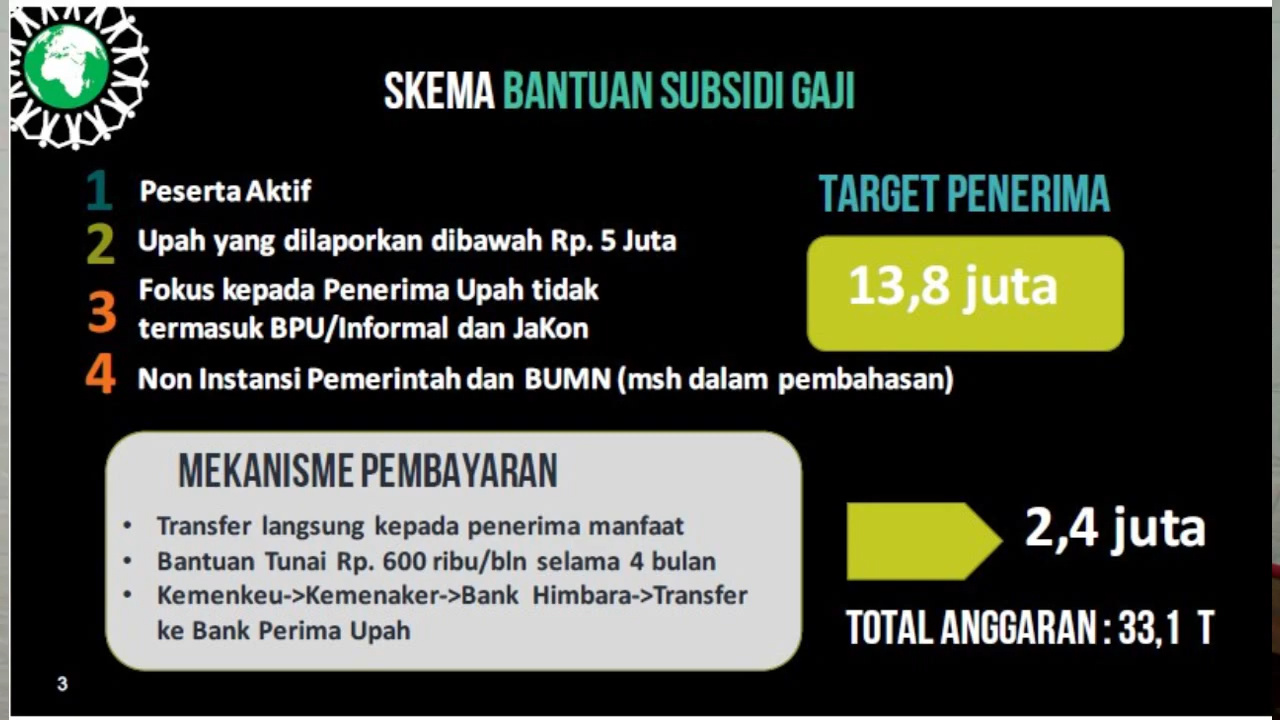 SKEMA BANTUAN SUBSIDI GAJI
1 Peserta Aktif
2 Upah yang dilaporkan dibawah Rp. 5 Juta
3 Fokus kepada Penerima Upah tidak
termasuk BPU/Informal dan JaKon
4 Non Instansi Pemerintah dan BUMN (msh dalam pembahasan)
TARGET PENERIMA
13,8 juta
MEKANISME PEMBAYARAN
• Transfer langsung kepada penerima manfaat
• Bantuan Tunai Rp. 600 ribu/bln selama 4 bulan
• Kemenkeu->Kemenaker->Bank Himbara->Transfer
ke Bank Perima Upah
2,4 juta
TOTAL ANGGARAN : 33,1 T
3